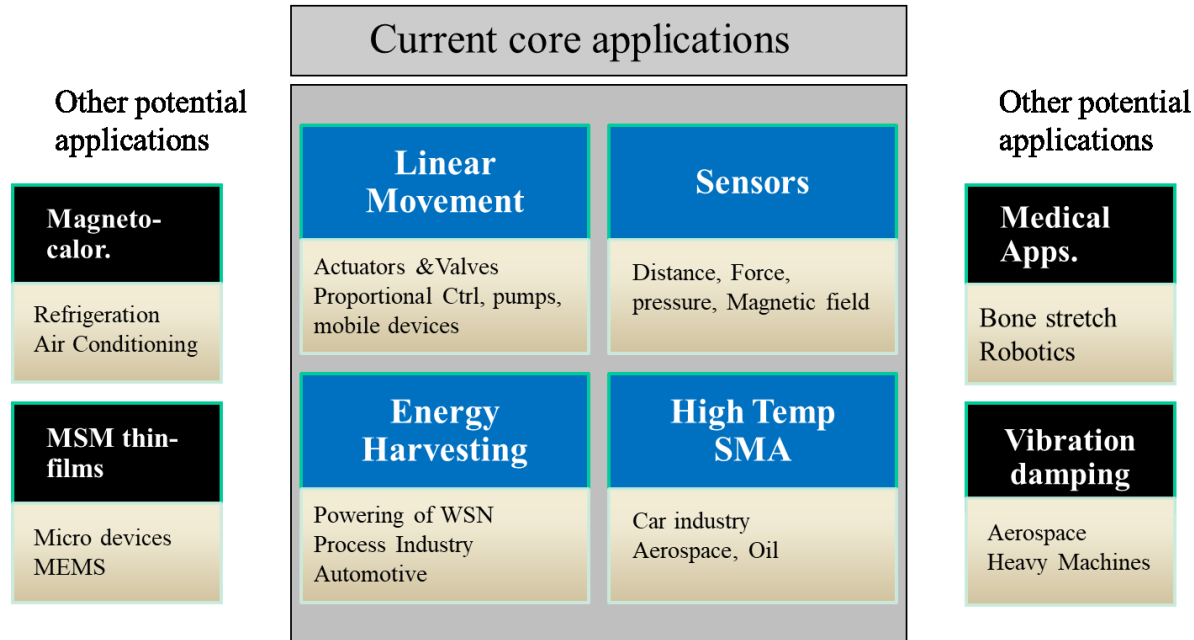 Current core applications
Other potential
applications
Magneto-
calor.
Refrigeration
Air Conditioning
MSM thin-
films
Micro devices
MEMS
Linear
Movement
Actuators &Valves
Proportional Ctrl, pumps,
mobile devices
Sensors
Distance, Force,
pressure, Magnetic field
Energy
Harvesting
Powering of WSN
Process Industry
Automotive
High Temp
SMA
Car industry
Aerospace, Oil
Other potential
applications
Medical
Apps.
Bone stretch
Robotics
Vibration
damping
Aerospace
Heavy Machines